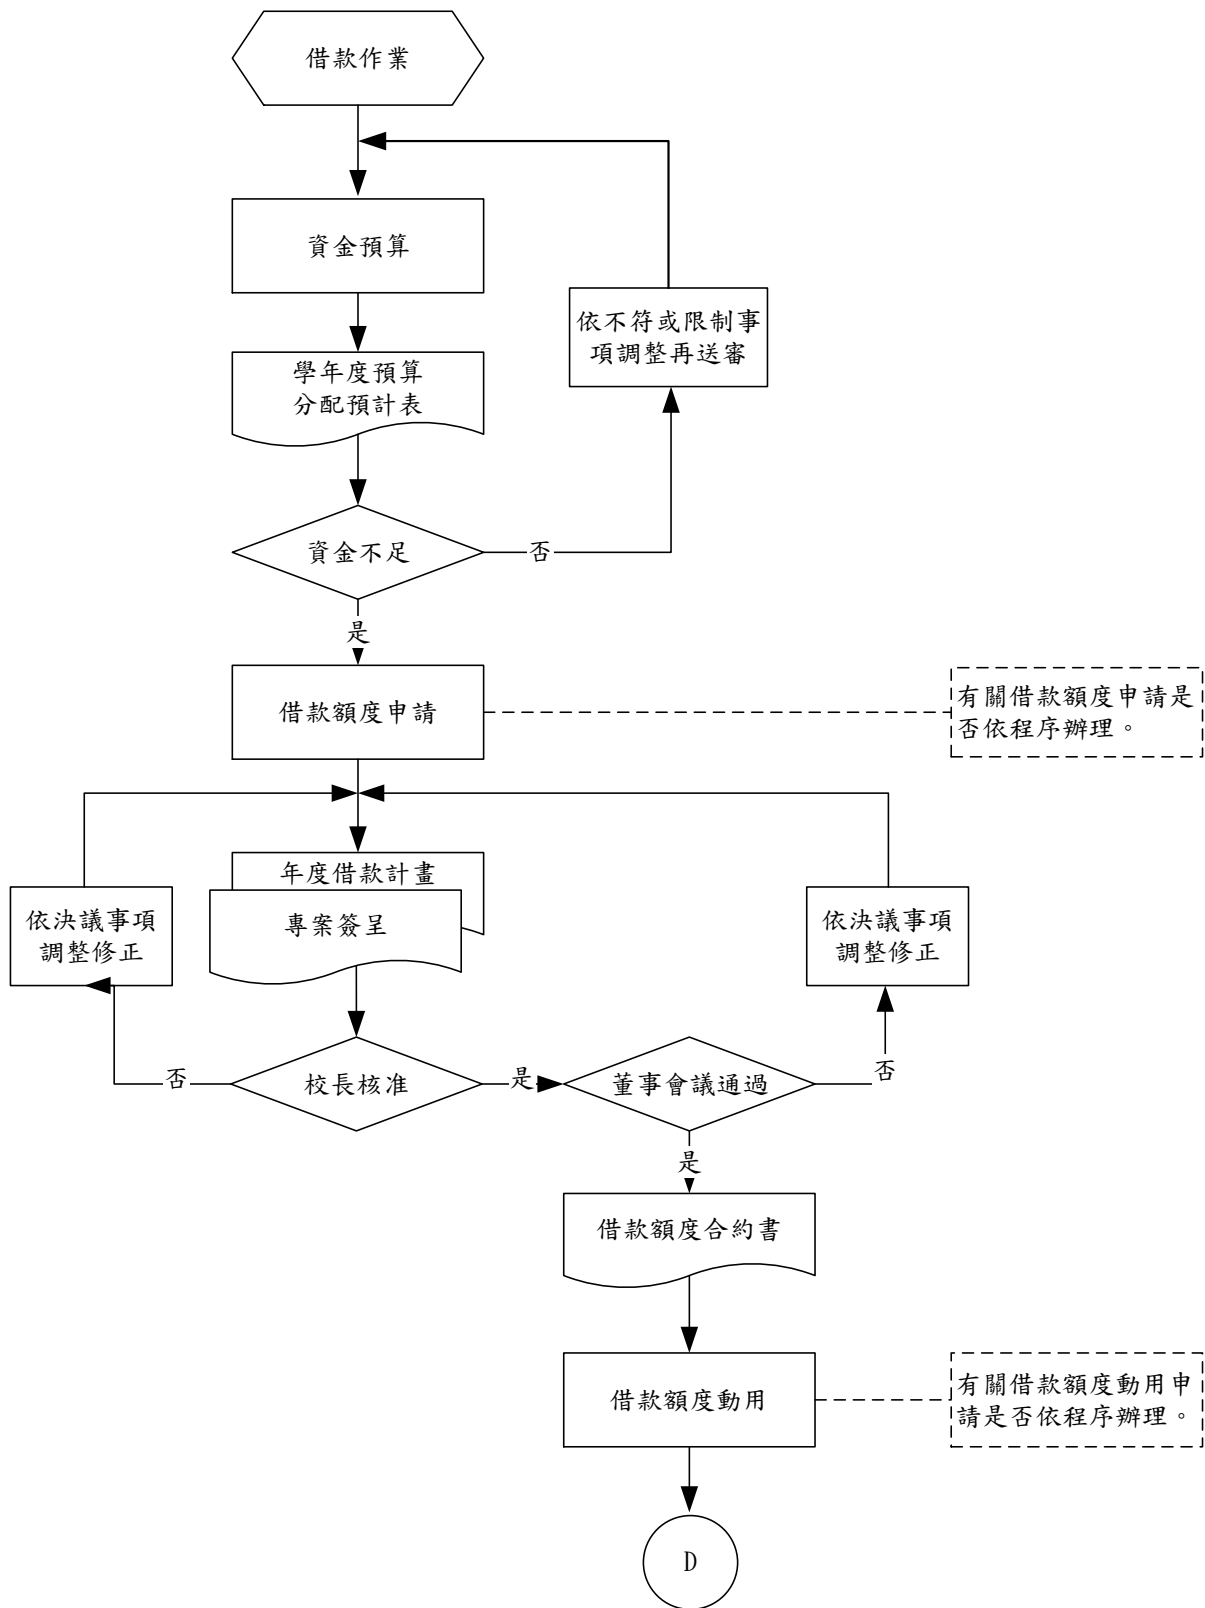 借款作業
資金預算
依不符或限制事
項調整再送審
學年度預算
分配預計表
資金不足
否
是
借款額度申請
有關借款額度申請是
否依程序辦理。
年度借款計畫
專案簽呈
依決議事項
調整修正
依決議事項
調整修正
否
校長核准
是
董事會議通過
否
是
借款額度合約書
借款額度動用
有關借款額度動用申
請是否依程序辦理。
D